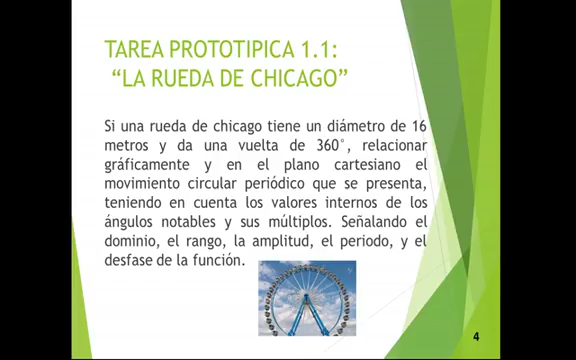 TAREA PROTOTIPICA 1.1:
“LA RUEDA DE CHICAGO”
Si una rueda de chicago tiene un diámetro de 16
metros y da una vuelta de 360°, relacionar
gráficamente y en el plano cartesiano el
movimiento circular periódico que se presenta,
teniendo en cuenta los valores internos de los
ángulos notables y sus múltiplos. Señalando el
dominio, el rango, la amplitud, el periodo, y el
desfase de la función.
4